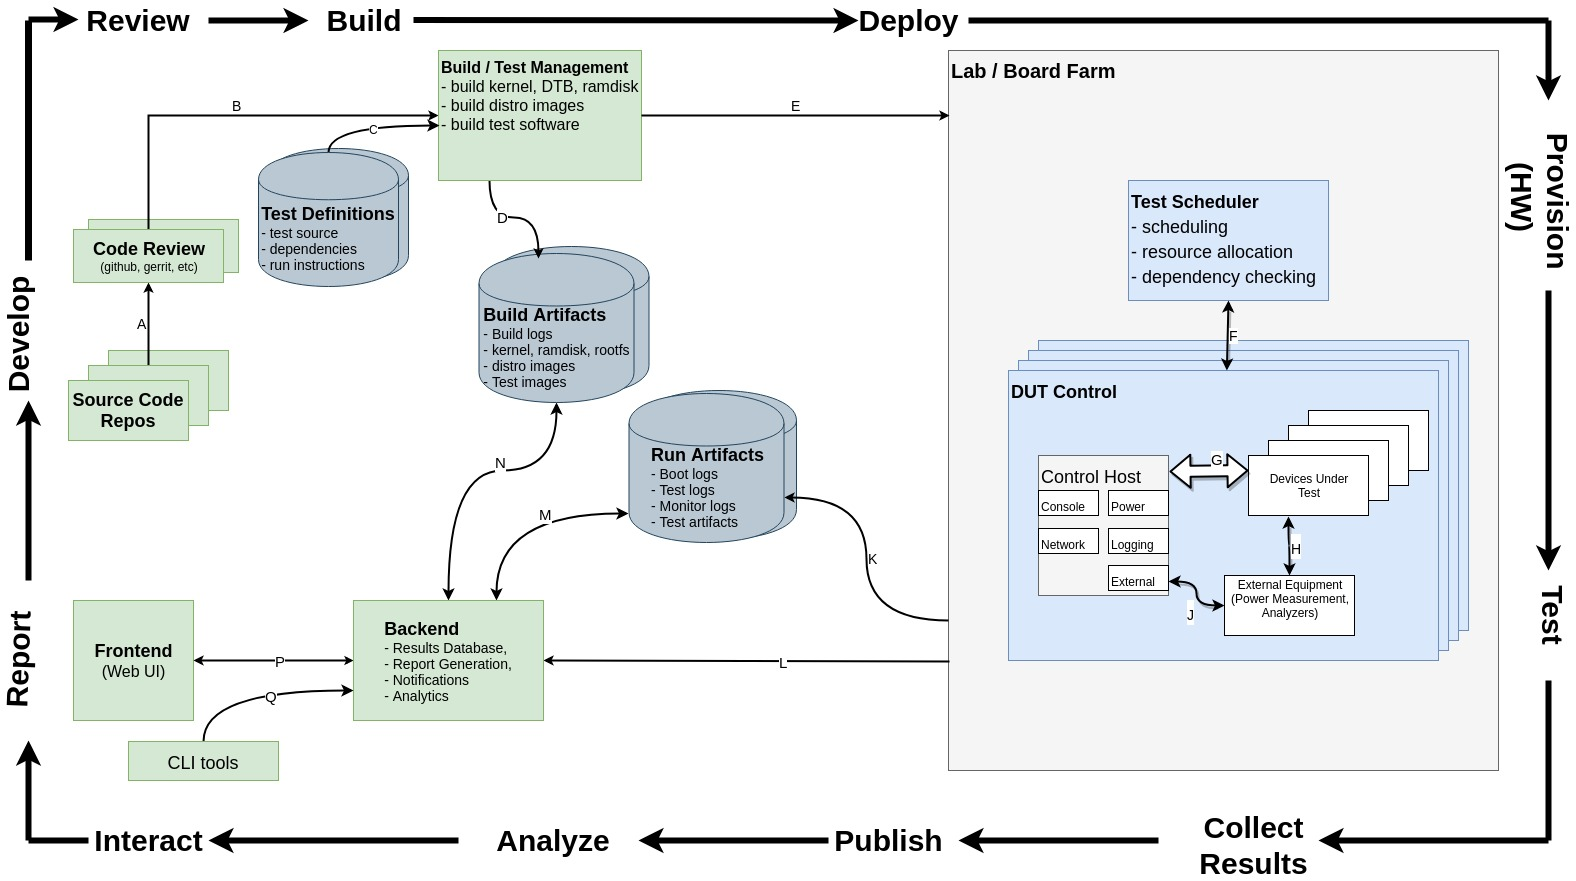 Review
Build
Deploy
Provision
(HW)
Test
Collect
Results
Publish
Analyze
Interact
Report
Develop
Build / Test Management
- build kernel, DTB, ramdisk
- build distro images
- build test software
B
C
E
D
A
Test Definitions
- test source
- dependencies
- run instructions
Code Review
(github, gerrit, etc)
Source Code
Repos
Build Artifacts
- Build logs
- kernel, ramdisk, rootfs
- distro images
- Test images
Run Artifacts
- Boot logs
- Test logs
- Monitor logs
- Test artifacts
N
M
K
L
P
Q
Frontend
(Web UI)
Backend
- Results Database,
- Report Generation,
- Notifications
- Analytics
CLI tools
Lab / Board Farm
Test Scheduler
- scheduling
- resource allocation
- dependency checking
F
DUT Control
Control Host
Console
Power
Network
Logging
External
G
Devices Under
Test
H
J
External Equipment
(Power Measurement,
Analyzers)